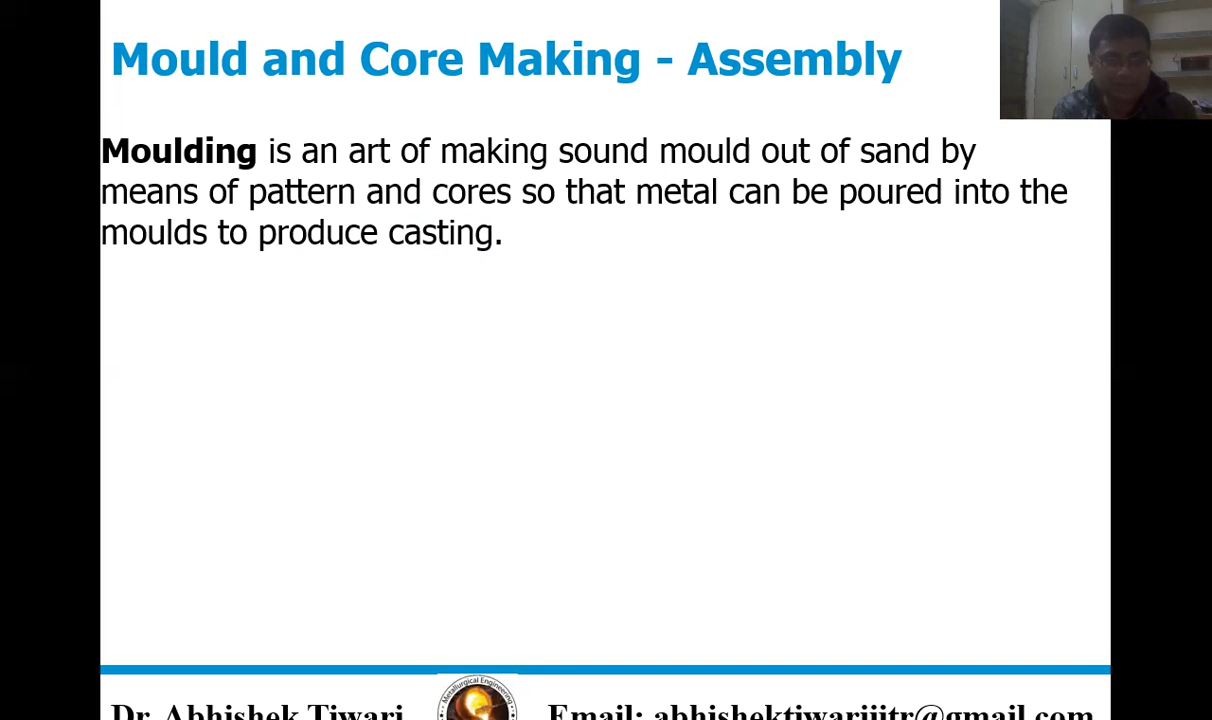 Mould and Core Making - Assembly
Moulding is an art of making sound mould out of sand by
means of pattern and cores so that metal can be poured into the
moulds to produce casting.
Metallurgical Engineering
Dr. Abhishek Tiwari
Email: abhishektiwariiitr@gmail.com